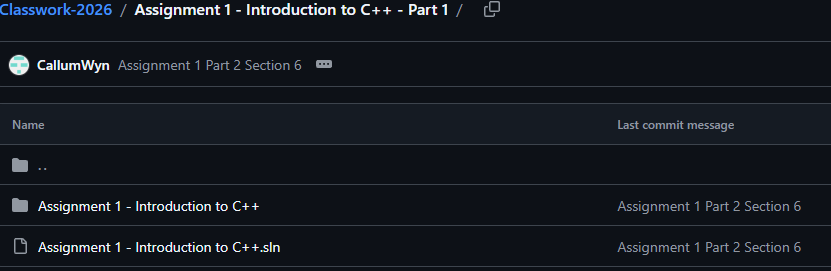 Classwork-2026 / Assignment 1 - Introduction to C++ - Part 1 /
CallumWyn Assignment 1 Part 2 Section 6
Name Last commit message
..
Assignment 1 - Introduction to C++ Assignment 1 Part 2 Section 6
Assignment 1 - Introduction to C++.sln Assignment 1 Part 2 Section 6